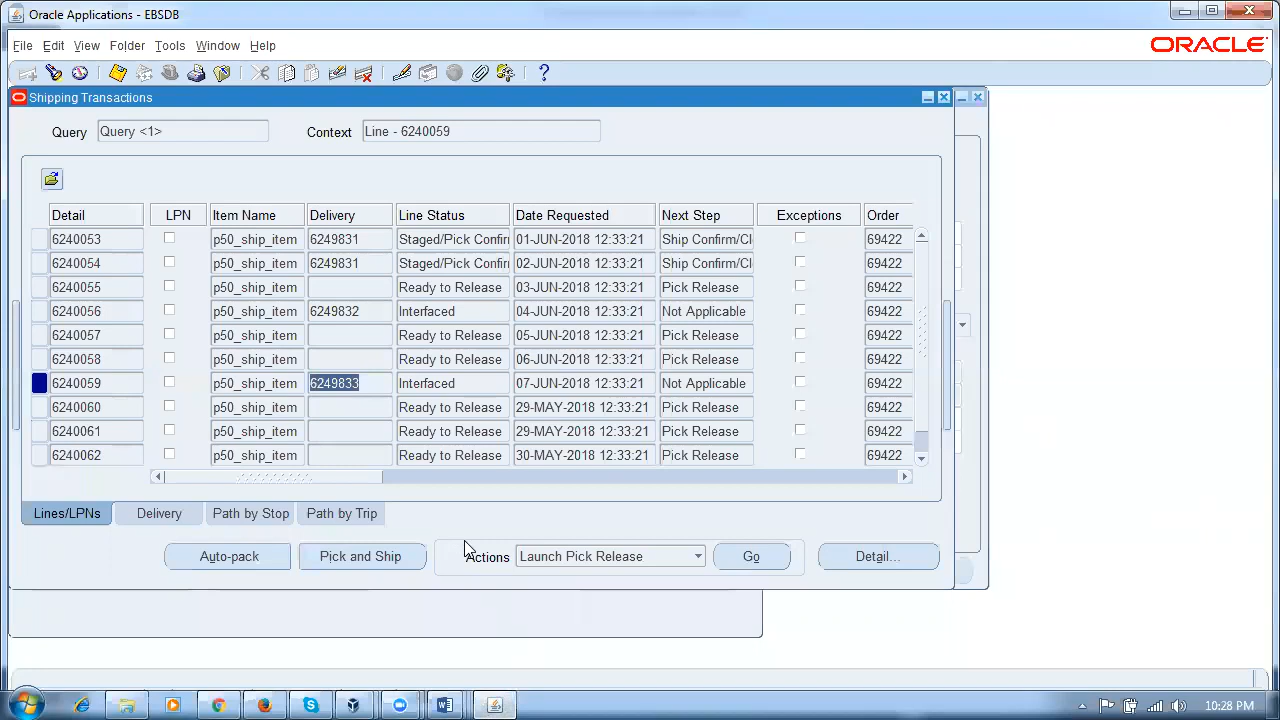 Oracle Applications - EBSDB
File Edit View Folder Tools Window Help
ORACLE
Shipping Transactions
Query Query <1> Context Line - 6240059
Detail LPN Item Name Delivery Line Status Date Requested Next Step Exceptions Order
6240053 p50_ship_item 6249831 Staged/Pick Confir 01-JUN-2018 12:33:21 Ship Confirm/Cl 69422
6240054 p50_ship_item 6249831 Staged/Pick Confir 02-JUN-2018 12:33:21 Ship Confirm/Cl 69422
6240055 p50_ship_item Ready to Release 03-JUN-2018 12:33:21 Pick Release 69422
6240056 p50_ship_item 6249832 Interfaced 04-JUN-2018 12:33:21 Not Applicable 69422
6240057 p50_ship_item Ready to Release 05-JUN-2018 12:33:21 Pick Release 69422
6240058 p50_ship_item Ready to Release 06-JUN-2018 12:33:21 Pick Release 69422
6240059 p50_ship_item 6249833 Interfaced 07-JUN-2018 12:33:21 Not Applicable 69422
6240060 p50_ship_item Ready to Release 29-MAY-2018 12:33:21 Pick Release 69422
6240061 p50_ship_item Ready to Release 29-MAY-2018 12:33:21 Pick Release 69422
6240062 p50_ship_item Ready to Release 30-MAY-2018 12:33:21 Pick Release 69422
Lines/LPNs Delivery Path by Stop Path by Trip
Auto-pack Pick and Ship Actions Launch Pick Release Go Detail...
10:28 PM